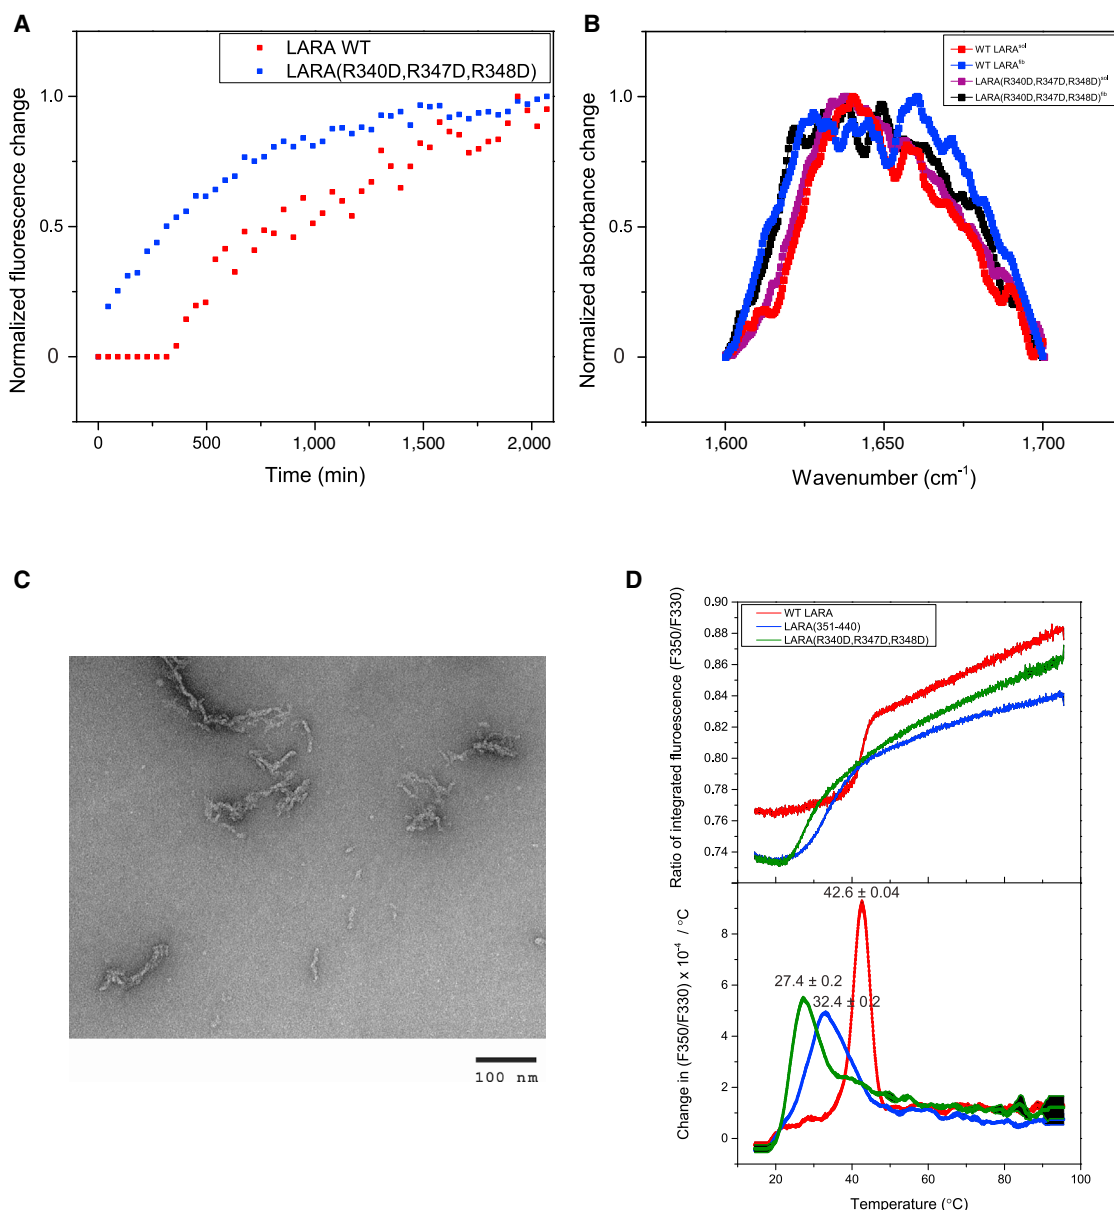 A
LARA WT
LARA(R340D,R347D,R348D)
Normalized fluorescence change
1.0
0.5
0
0
500
1,000
1,500
2,000
Time (min)
B
WT LARAsol
WT LARAfib
LARA(R340D,R347D,R348D)sol
LARA(R340D,R347D,R348D)fib
Normalized absorbance change
1.0
0.5
0
1,600
1,650
1,700
Wavenumber (cm-1)
C
100 nm
D
WT LARA
LARA(351-440)
LARA(R340D,R347D,R348D)
Ratio of integrated fluroescence (F350/F330)
0.90
0.88
0.86
0.84
0.82
0.80
0.78
0.76
0.74
Change in (F350/F330) x 10-4 / °C
8
6
4
2
0
42.6 ± 0.04
27.4 ± 0.2
32.4 ± 0.2
20
40
60
80
100
Temperature (°C)